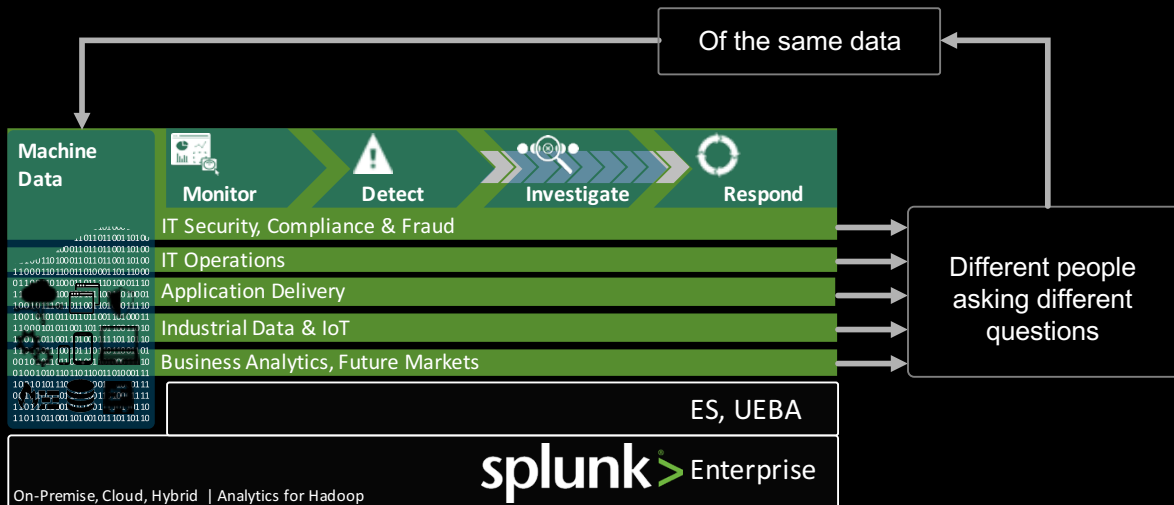 Of the same data
Machine
Data
Monitor
Detect
Investigate
Respond
IT Security, Compliance & Fraud
IT Operations
Application Delivery
Industrial Data & IoT
Business Analytics, Future Markets
Different people
asking different
questions
ES, UEBA
splunk> Enterprise
On-Premise, Cloud, Hybrid | Analytics for Hadoop